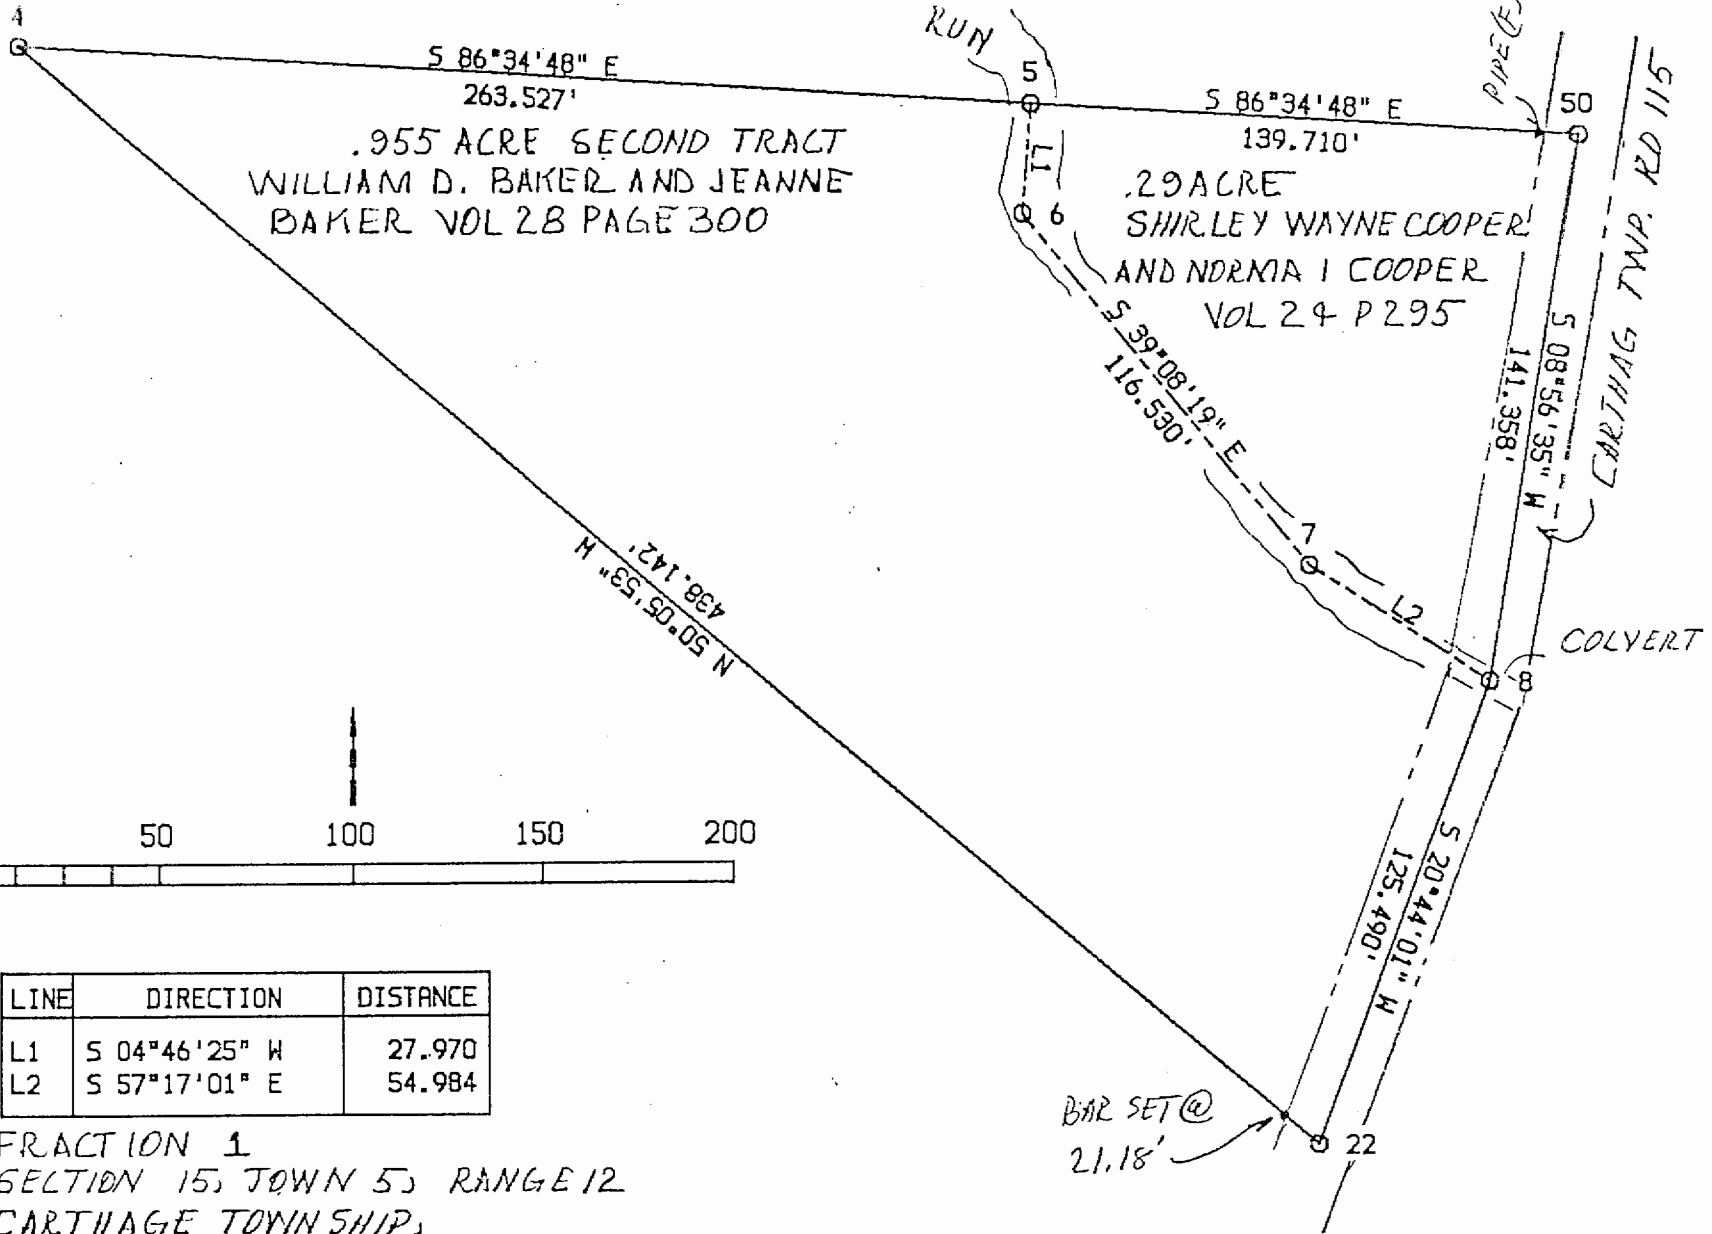 4
S 86°34'48" E
263.527'
.955 ACRE SECOND TRACT
WILLIAM D. BAKER AND JEANNE
BAKER VOL 28 PAGE 300
RUN
5
L1
6
S 86°34'48" E
139.710'
PIPE(F)
50
.29 ACRE
SHIRLEY WAYNE COOPER
AND NORMA I COOPER
VOL 24 P 295
CARTHAG TWP. RD 115
S 08°56'35" W
141.358'
S 39°08'19" E
116.530'
7
L2
COLVERT
8
N 50°05'53" W
438.142'
S 20°44'01" W
125.490'
50 100 150 200
LINE DIRECTION DISTANCE
L1 S 04°46'25" W 27.970
L2 S 57°17'01" E 54.984
BAR SET @
21.18'
22
FRACTION 1
SECTION 15, TOWN 5, RANGE 12
CARTHAGE TOWNSHIP,